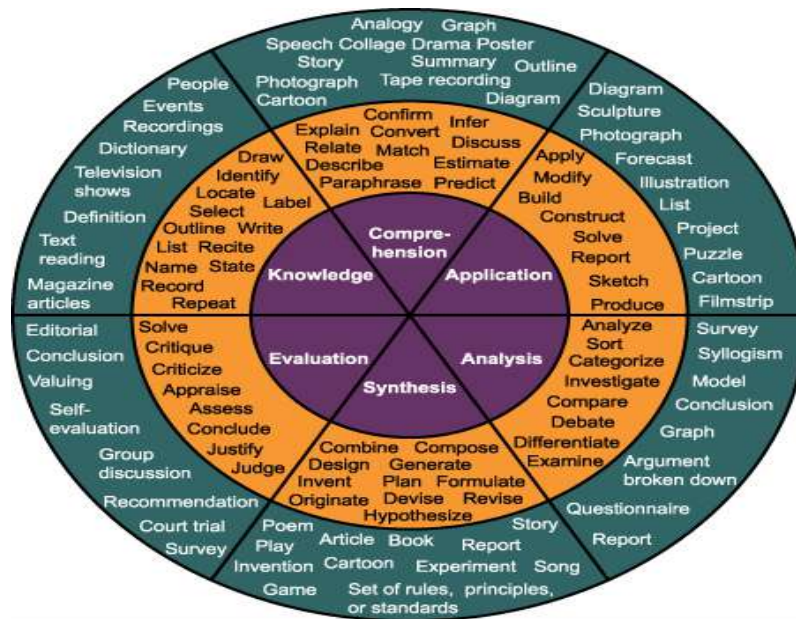 Analogy Graph
Speech Collage Drama Poster
Story Summary Outline
Photograph Tape recording
Cartoon Diagram
Confirm
Explain Convert Infer
Relate Match Discuss
Describe Estimate
Paraphrase Predict
Compre-
hension
Diagram
Sculpture
Photograph
Forecast
Illustration
List
Project
Puzzle
Cartoon
Filmstrip
Apply
Modify
Build
Construct
Solve
Report
Sketch
Produce
Application
Survey
Syllogism
Model
Conclusion
Graph
Argument
broken down
Questionnaire
Report
Analyze
Sort
Categorize
Investigate
Compare
Debate
Differentiate
Examine
Analysis
Synthesis
Combine Compose
Design Generate
Invent Plan Formulate
Originate Devise Revise
Hypothesize
Poem Story
Play Article Book Report
Invention Cartoon Experiment Song
Game Set of rules, principles,
or standards
Evaluation
Solve
Critique
Criticize
Appraise
Assess
Conclude
Justify
Judge
Editorial
Conclusion
Valuing
Self-
evaluation
Group
discussion
Recommendation
Court trial
Survey
Knowledge
Draw
Identify
Locate
Select Label
Outline Write
List Recite
Name State
Record
Repeat
People
Events
Recordings
Dictionary
Television
shows
Definition
Text
reading
Magazine
articles